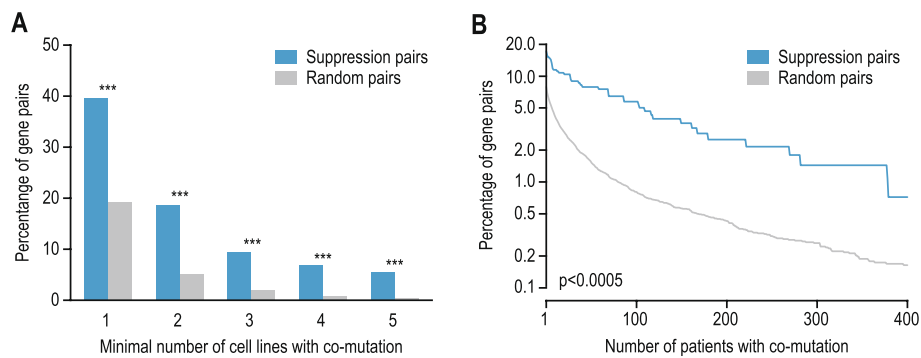 A
Percentange of gene pairs
50
40
30
20
10
0
Suppression pairs
Random pairs
***
***
***
***
***
1 2 3 4 5
Minimal number of cell lines with co-mutation
B
Percentage of gene pairs
20.0
10.0
5.0
2.0
1.0
0.5
0.2
0.1
Suppression pairs
Random pairs
p<0.0005
1 100 200 300 400
Number of patients with co-mutation